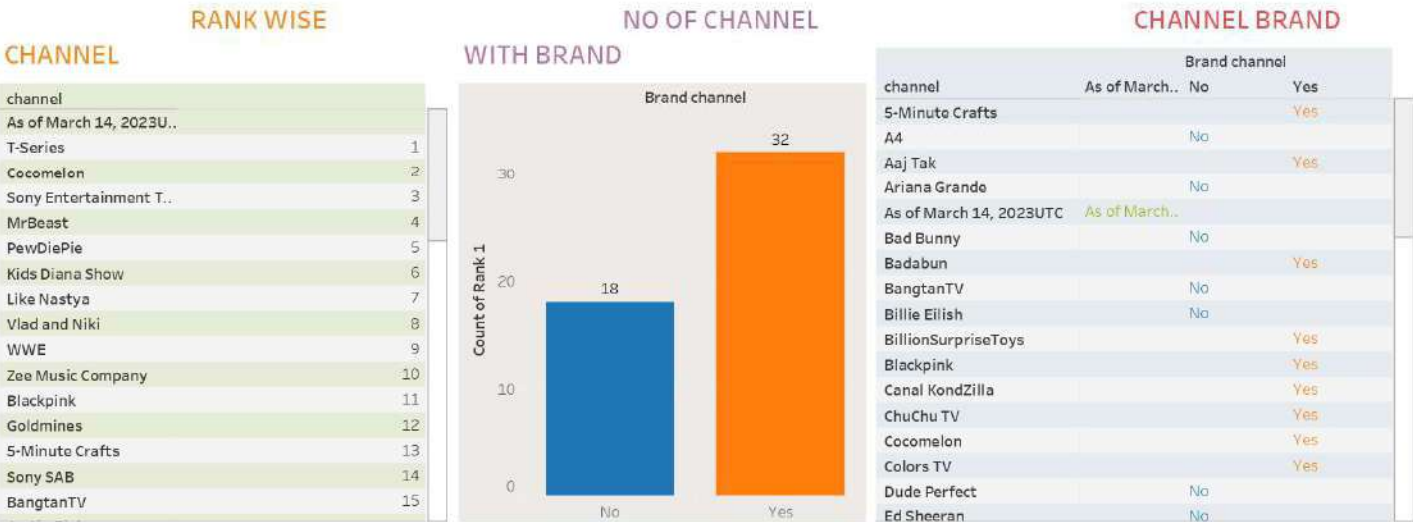 RANK WISE
CHANNEL
channel
As of March 14, 2023U..
T-Series 1
Cocomelon 2
Sony Entertainment T.. 3
MrBeast 4
PewDiePie 5
Kids Diana Show 6
Like Nastya 7
Vlad and Niki 8
WWE 9
Zee Music Company 10
Blackpink 11
Goldmines 12
5-Minute Crafts 13
Sony SAB 14
BangtanTV 15
NO OF CHANNEL
WITH BRAND
Brand channel
Count of Rank 1
30
20
10
0
18
32
No Yes
CHANNEL BRAND
Brand channel
channel As of March.. No Yes
5-Minute Crafts Yes
A4 No
Aaj Tak Yes
Ariana Grande No
As of March 14, 2023UTC As of March..
Bad Bunny No
Badabun Yes
BangtanTV No
Billie Eilish No
BillionSurpriseToys Yes
Blackpink Yes
Canal KondZilla Yes
ChuChu TV Yes
Cocomelon Yes
Colors TV Yes
Dude Perfect No
Ed Sheeran No